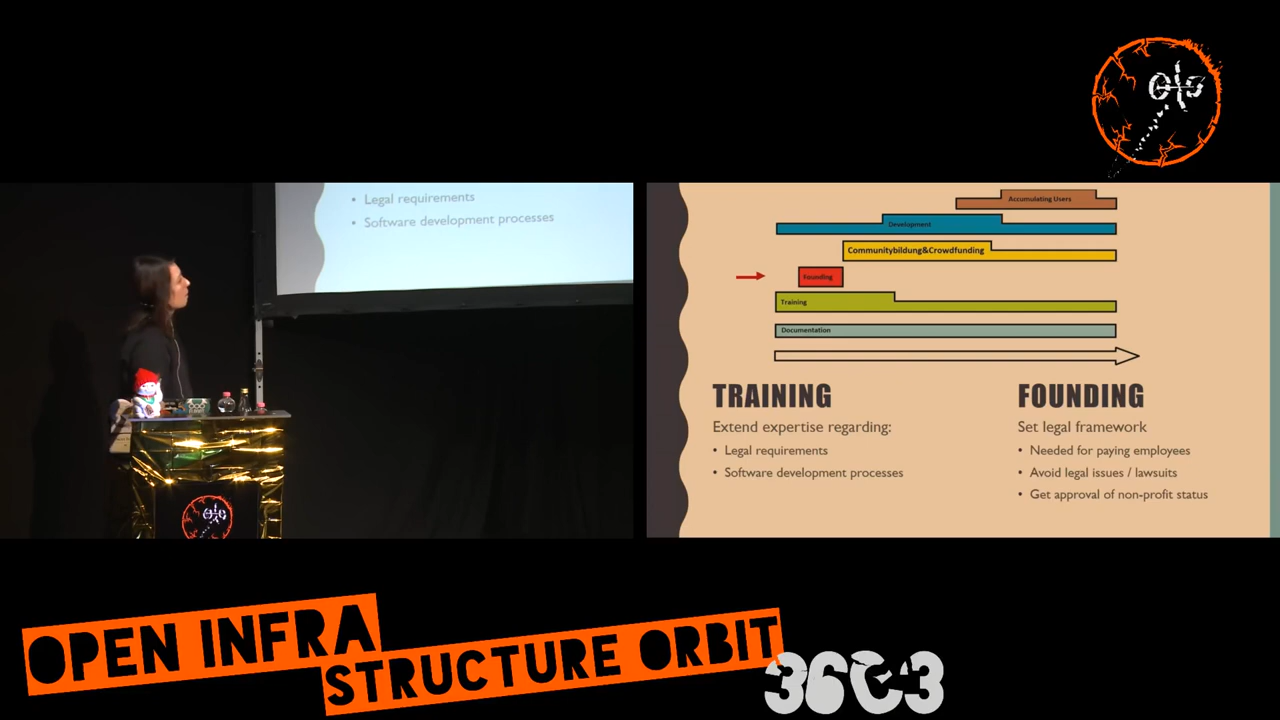 OIO
Legal requirements
Software development processes
Accumulating Users
Development
Communitybildung&Crowdfunding
Founding
Training
Documentation
TRAINING
Extend expertise regarding:
• Legal requirements
• Software development processes
FOUNDING
Set legal framework
• Needed for paying employees
• Avoid legal issues / lawsuits
• Get approval of non-profit status
OIO
OPEN INFRA
STRUCTURE ORBIT
36C3